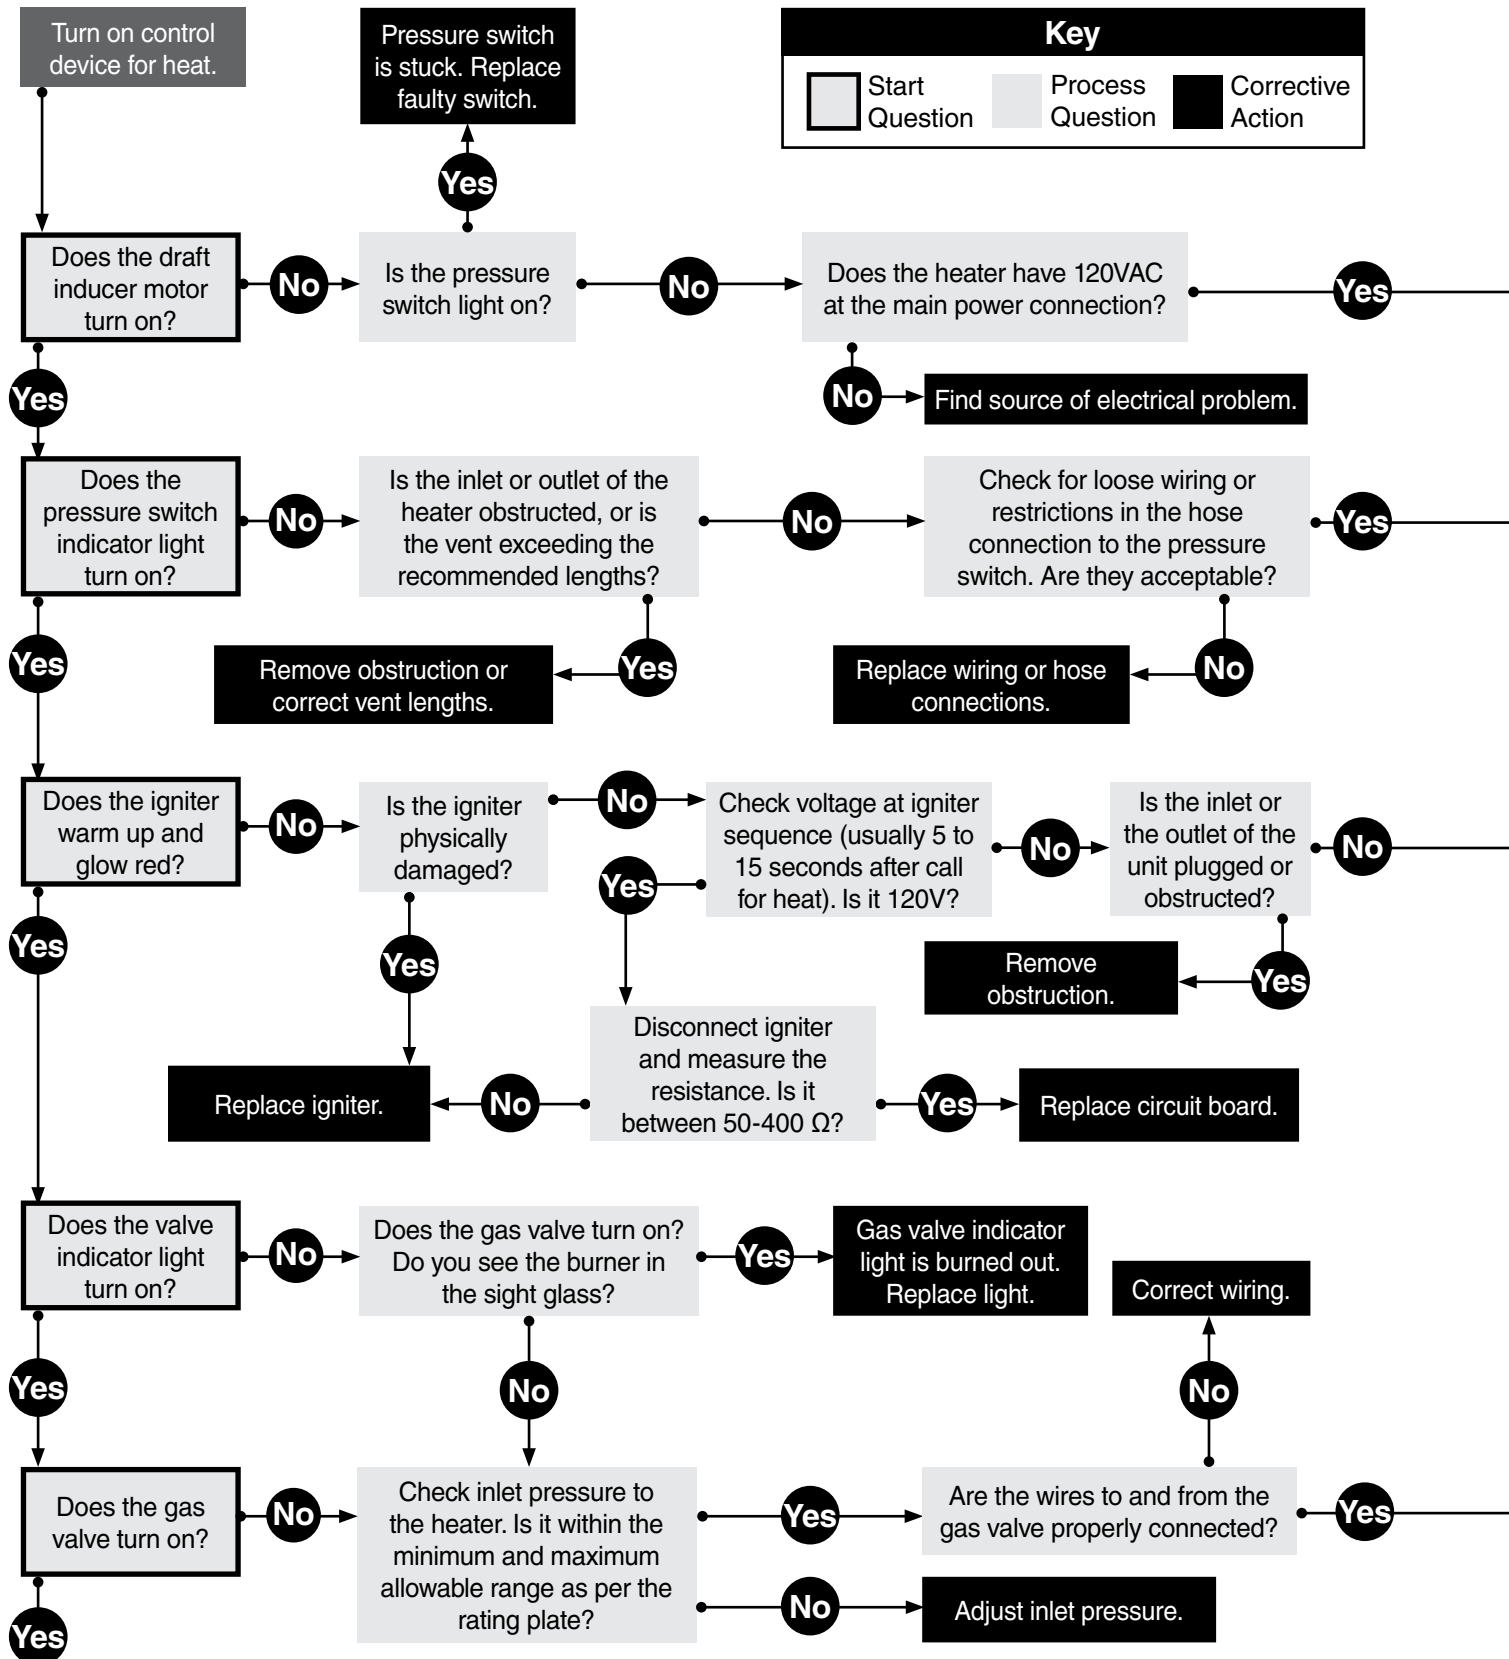 Turn on control
device for heat.
Pressure switch
is stuck. Replace
faulty switch.
Key
Start
Question
Process
Question
Corrective
Action
Yes
Does the draft
inducer motor
turn on?
No
Is the pressure
switch light on?
No
Does the heater have 120VAC
at the main power connection?
Yes
Yes
No
Find source of electrical problem.
Does the
pressure switch
indicator light
turn on?
No
Is the inlet or outlet of the
heater obstructed, or is
the vent exceeding the
recommended lengths?
No
Check for loose wiring or
restrictions in the hose
connection to the pressure
switch. Are they acceptable?
Yes
Yes
Remove obstruction or
correct vent lengths.
Yes
Replace wiring or hose
connections.
No
Does the igniter
warm up and
glow red?
No
Is the igniter
physically
damaged?
No
Check voltage at igniter
sequence (usually 5 to
15 seconds after call
for heat). Is it 120V?
No
Is the inlet or
the outlet of the
unit plugged or
obstructed?
No
Yes
Yes
Yes
Remove
obstruction.
Yes
Disconnect igniter
and measure the
resistance. Is it
between 50-400 Ω?
Replace igniter.
No
Yes
Replace circuit board.
Does the valve
indicator light
turn on?
No
Does the gas valve turn on?
Do you see the burner in
the sight glass?
Yes
Gas valve indicator
light is burned out.
Replace light.
Correct wiring.
Yes
No
No
Does the gas
valve turn on?
No
Check inlet pressure to
the heater. Is it within the
minimum and maximum
allowable range as per the
rating plate?
Yes
Are the wires to and from the
gas valve properly connected?
Yes
No
Adjust inlet pressure.
Yes